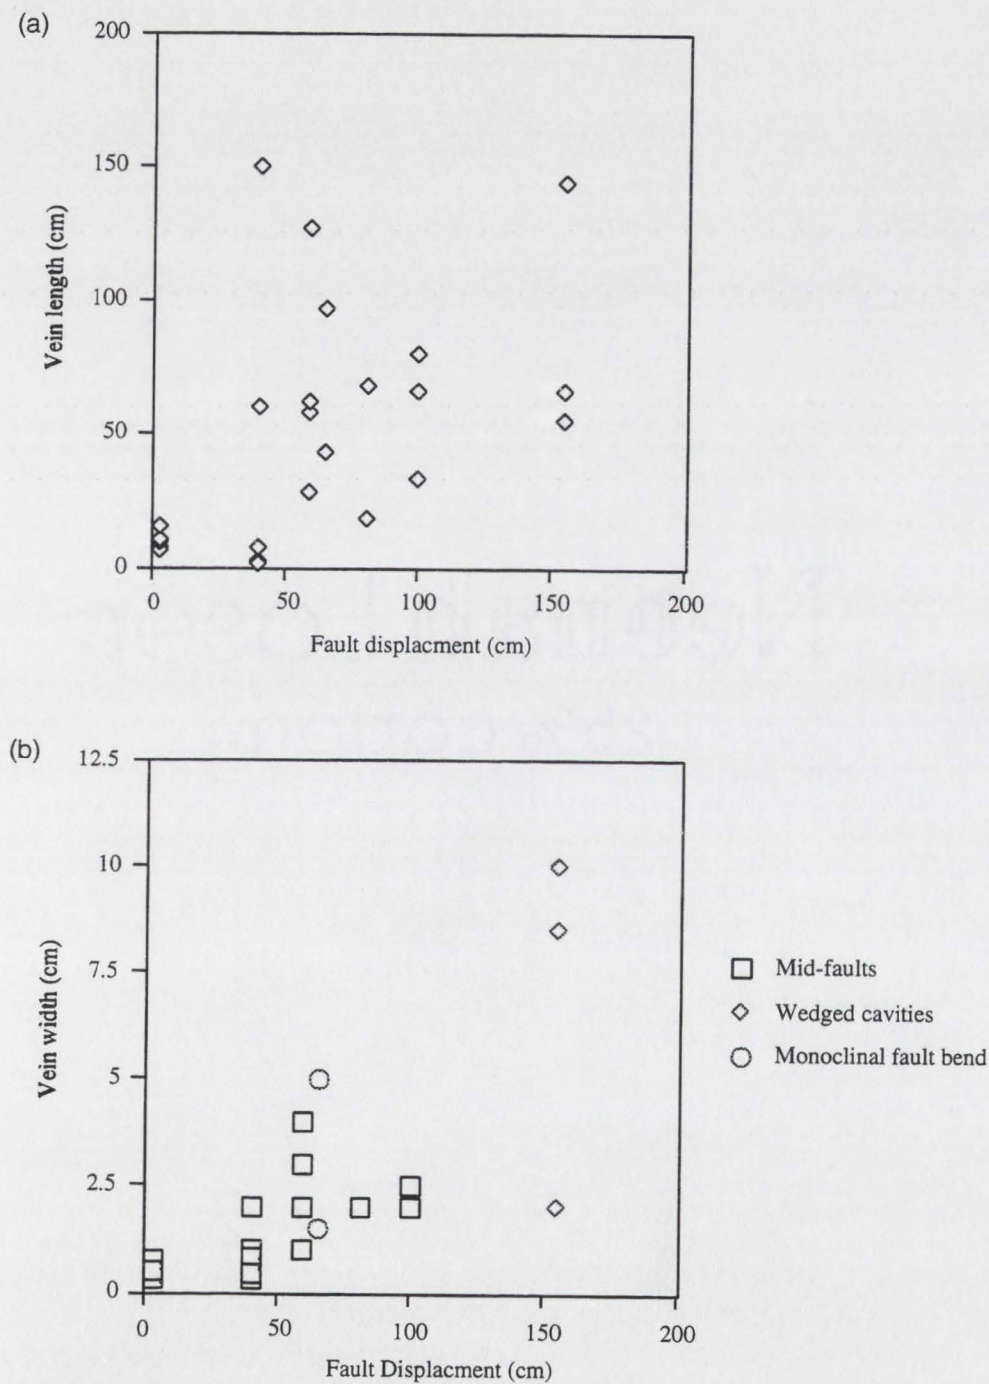 (a)
200
150
100
50
0
Vein length (cm)
0 50 100 150 200
Fault displacment (cm)
(b)
12.5
10
7.5
5
2.5
0
Vein width (cm)
0 50 100 150 200
Fault Displacment (cm)
Mid-faults
Wedged cavities
Monoclinal fault bend